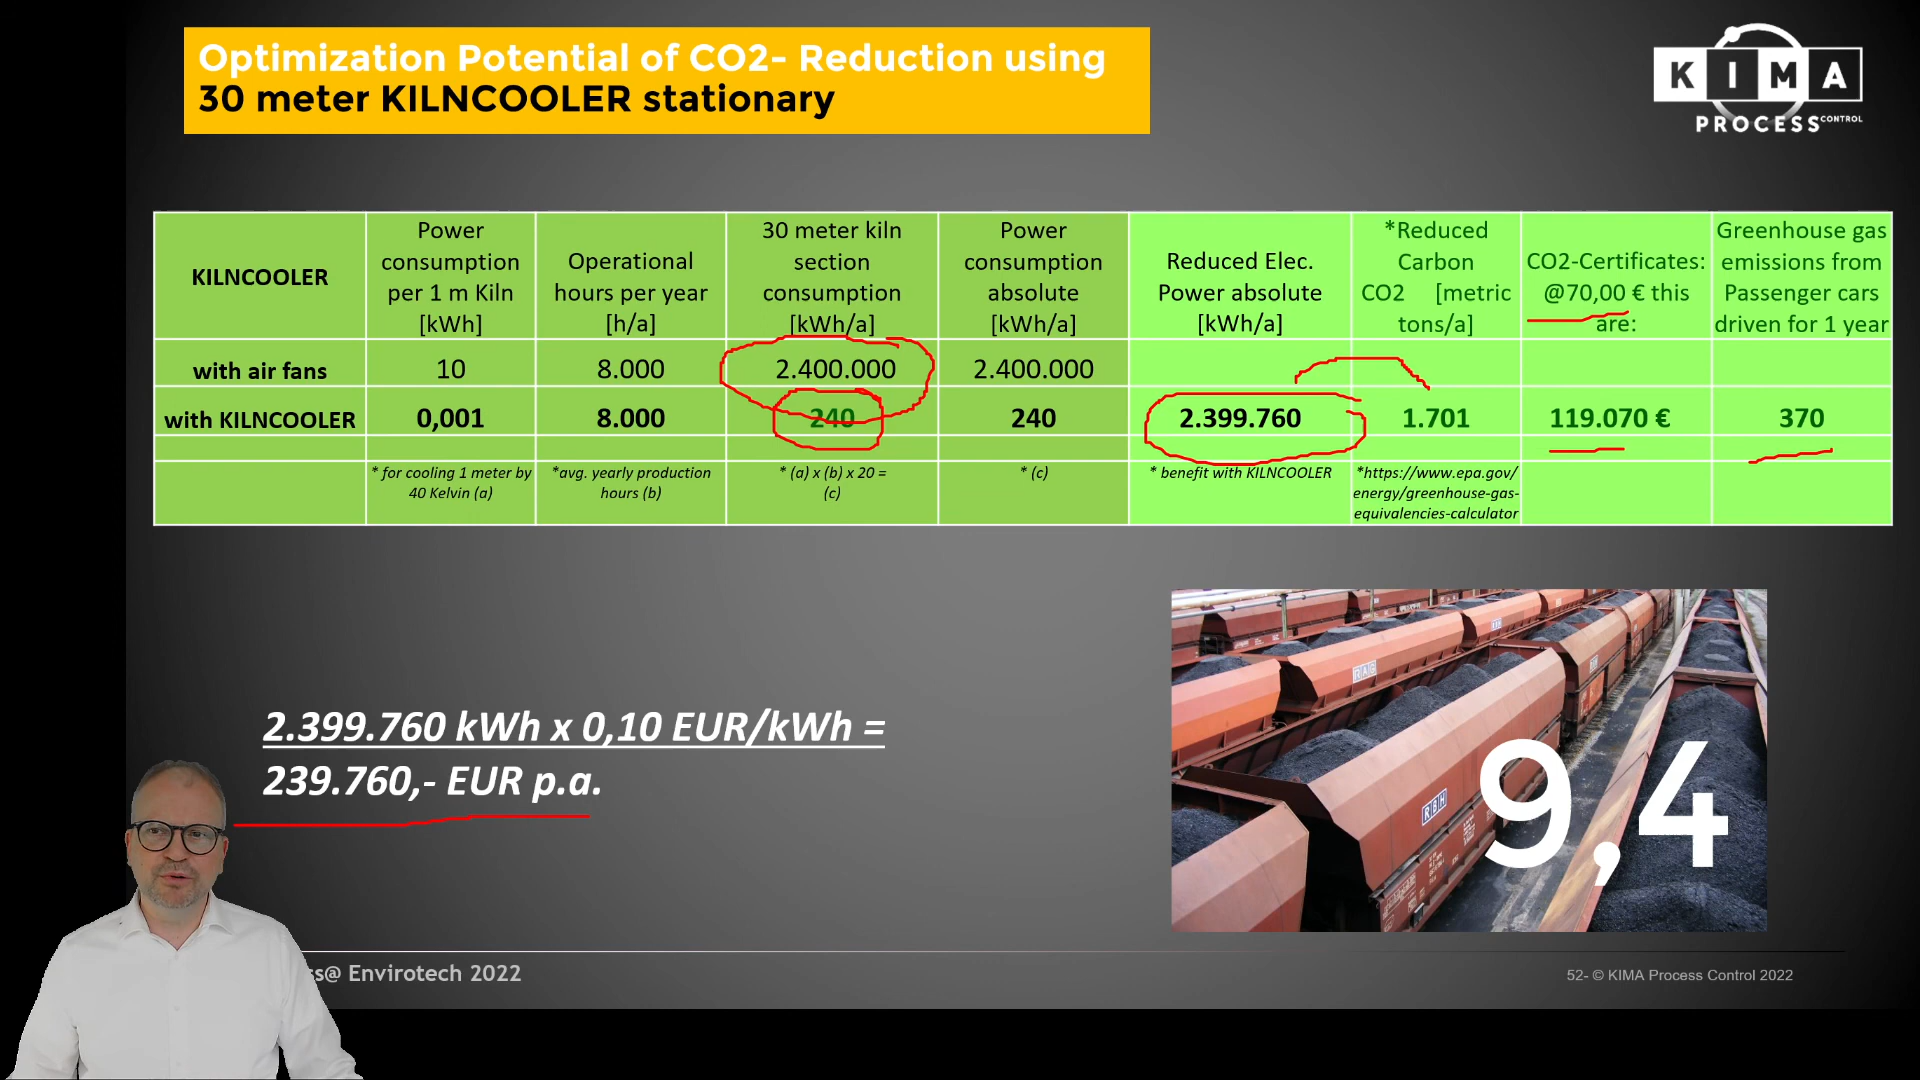 Optimization Potential of CO2- Reduction using
30 meter KILNCOOLER stationary
K I M A
PROCESS CONTROL
KILNCOOLER
Power
consumption
per 1 m Kiln
[kWh]
Operational
hours per year
[h/a]
30 meter kiln
section
consumption
[kWh/a]
Power
consumption
absolute
[kWh/a]
Reduced Elec.
Power absolute
[kWh/a]
*Reduced
Carbon
CO2 [metric
tons/a]
CO2-Certificates:
@70,00 € this
are:
Greenhouse gas
emissions from
Passenger cars
driven for 1 year
with air fans 10 8.000 2.400.000 2.400.000
with KILNCOOLER 0,001 8.000 240 240 2.399.760 1.701 119.070 € 370
* for cooling 1 meter by
40 Kelvin (a)
*avg. yearly production
hours (b)
* (a) x (b) x 20 =
(c)
* (c)
* benefit with KILNCOOLER
*https://www.epa.gov/
energy/greenhouse-gas-
equivalencies-calculator
2.399.760 kWh x 0,10 EUR/kWh =
239.760,- EUR p.a.
RAG
RBH
9,4
ss@ Envirotech 2022
52- © KIMA Process Control 2022